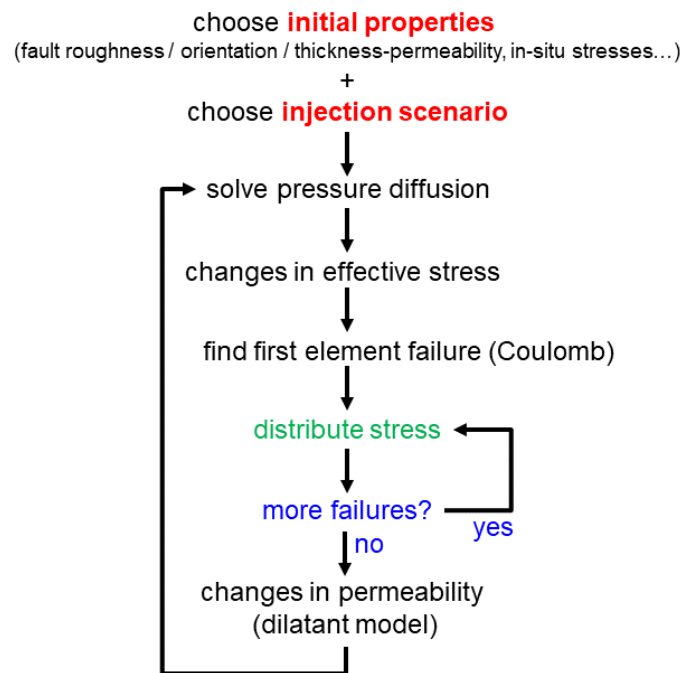 choose initial properties
(fault roughness / orientation / thickness-permeability, in-situ stresses…)
+
choose injection scenario
solve pressure diffusion
changes in effective stress
find first element failure (Coulomb)
distribute stress
more failures?
yes
no
changes in permeability
(dilatant model)